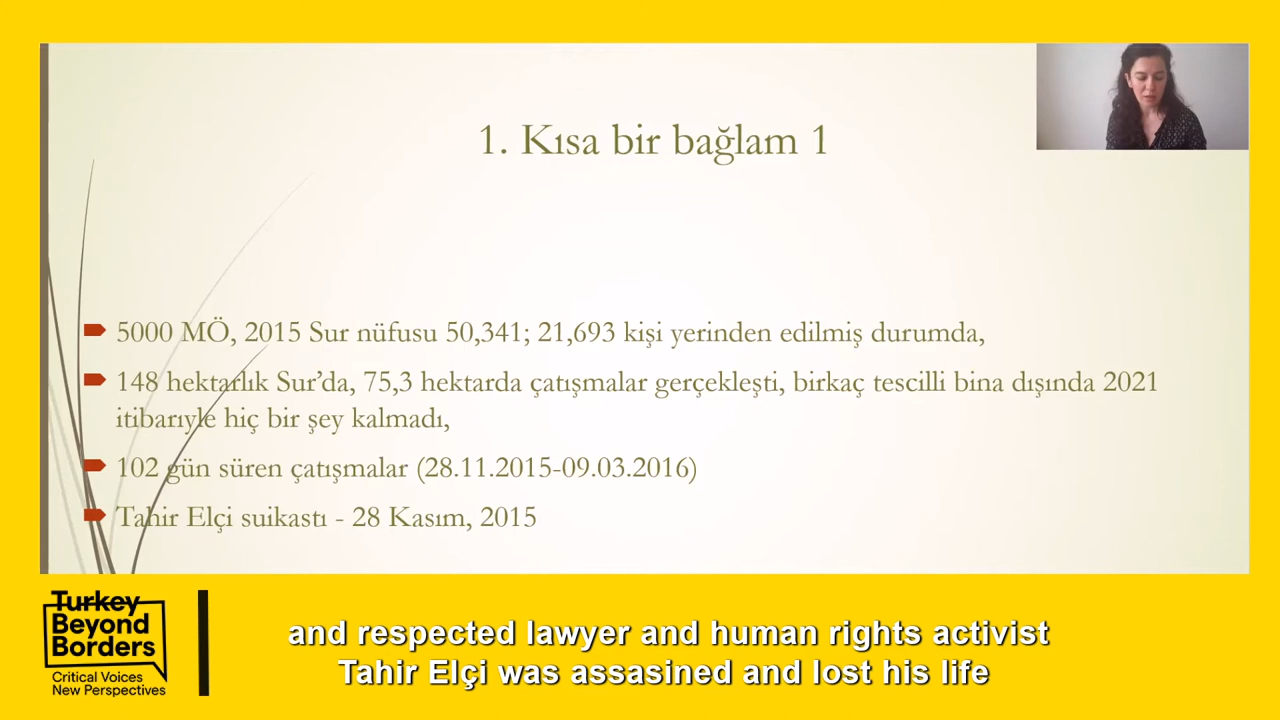 1. Kısa bir bağlam 1
5000 MÖ, 2015 Sur nüfusu 50,341; 21,693 kişi yerinden edilmiş durumda,
148 hektarlık Sur’da, 75,3 hektarda çatışmalar gerçekleşti, birkaç tescilli bina dışında 2021
itibarıyle hiç bir şey kalmadı,
102 gün süren çatışmalar (28.11.2015-09.03.2016)
Tahir Elçi suikastı - 28 Kasım, 2015
Turkey
Beyond
Borders
Critical Voices
New Perspectives
and respected lawyer and human rights activist
Tahir Elçi was assasined and lost his life